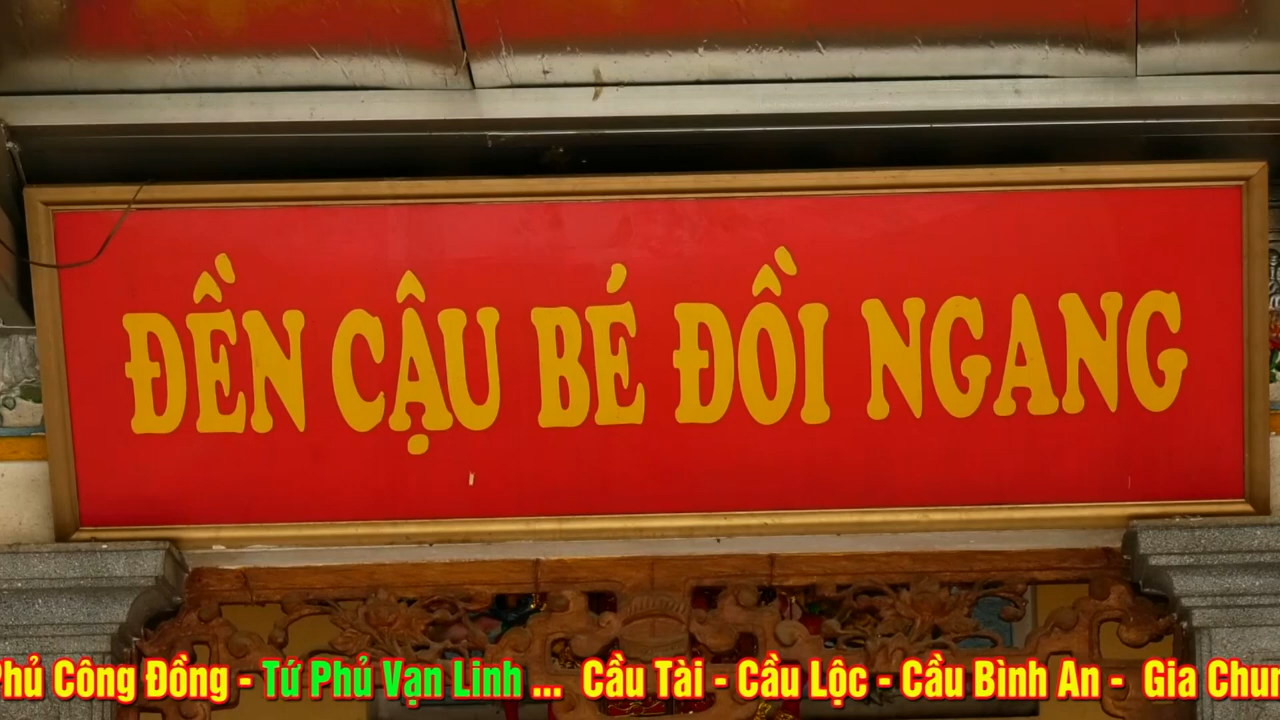 ĐỀN CẬU BÉ ĐỒI NGANG
Phủ Công Đồng - Tứ Phủ Vạn Linh ... Cầu Tài - Cầu Lộc - Cầu Bình An - Gia